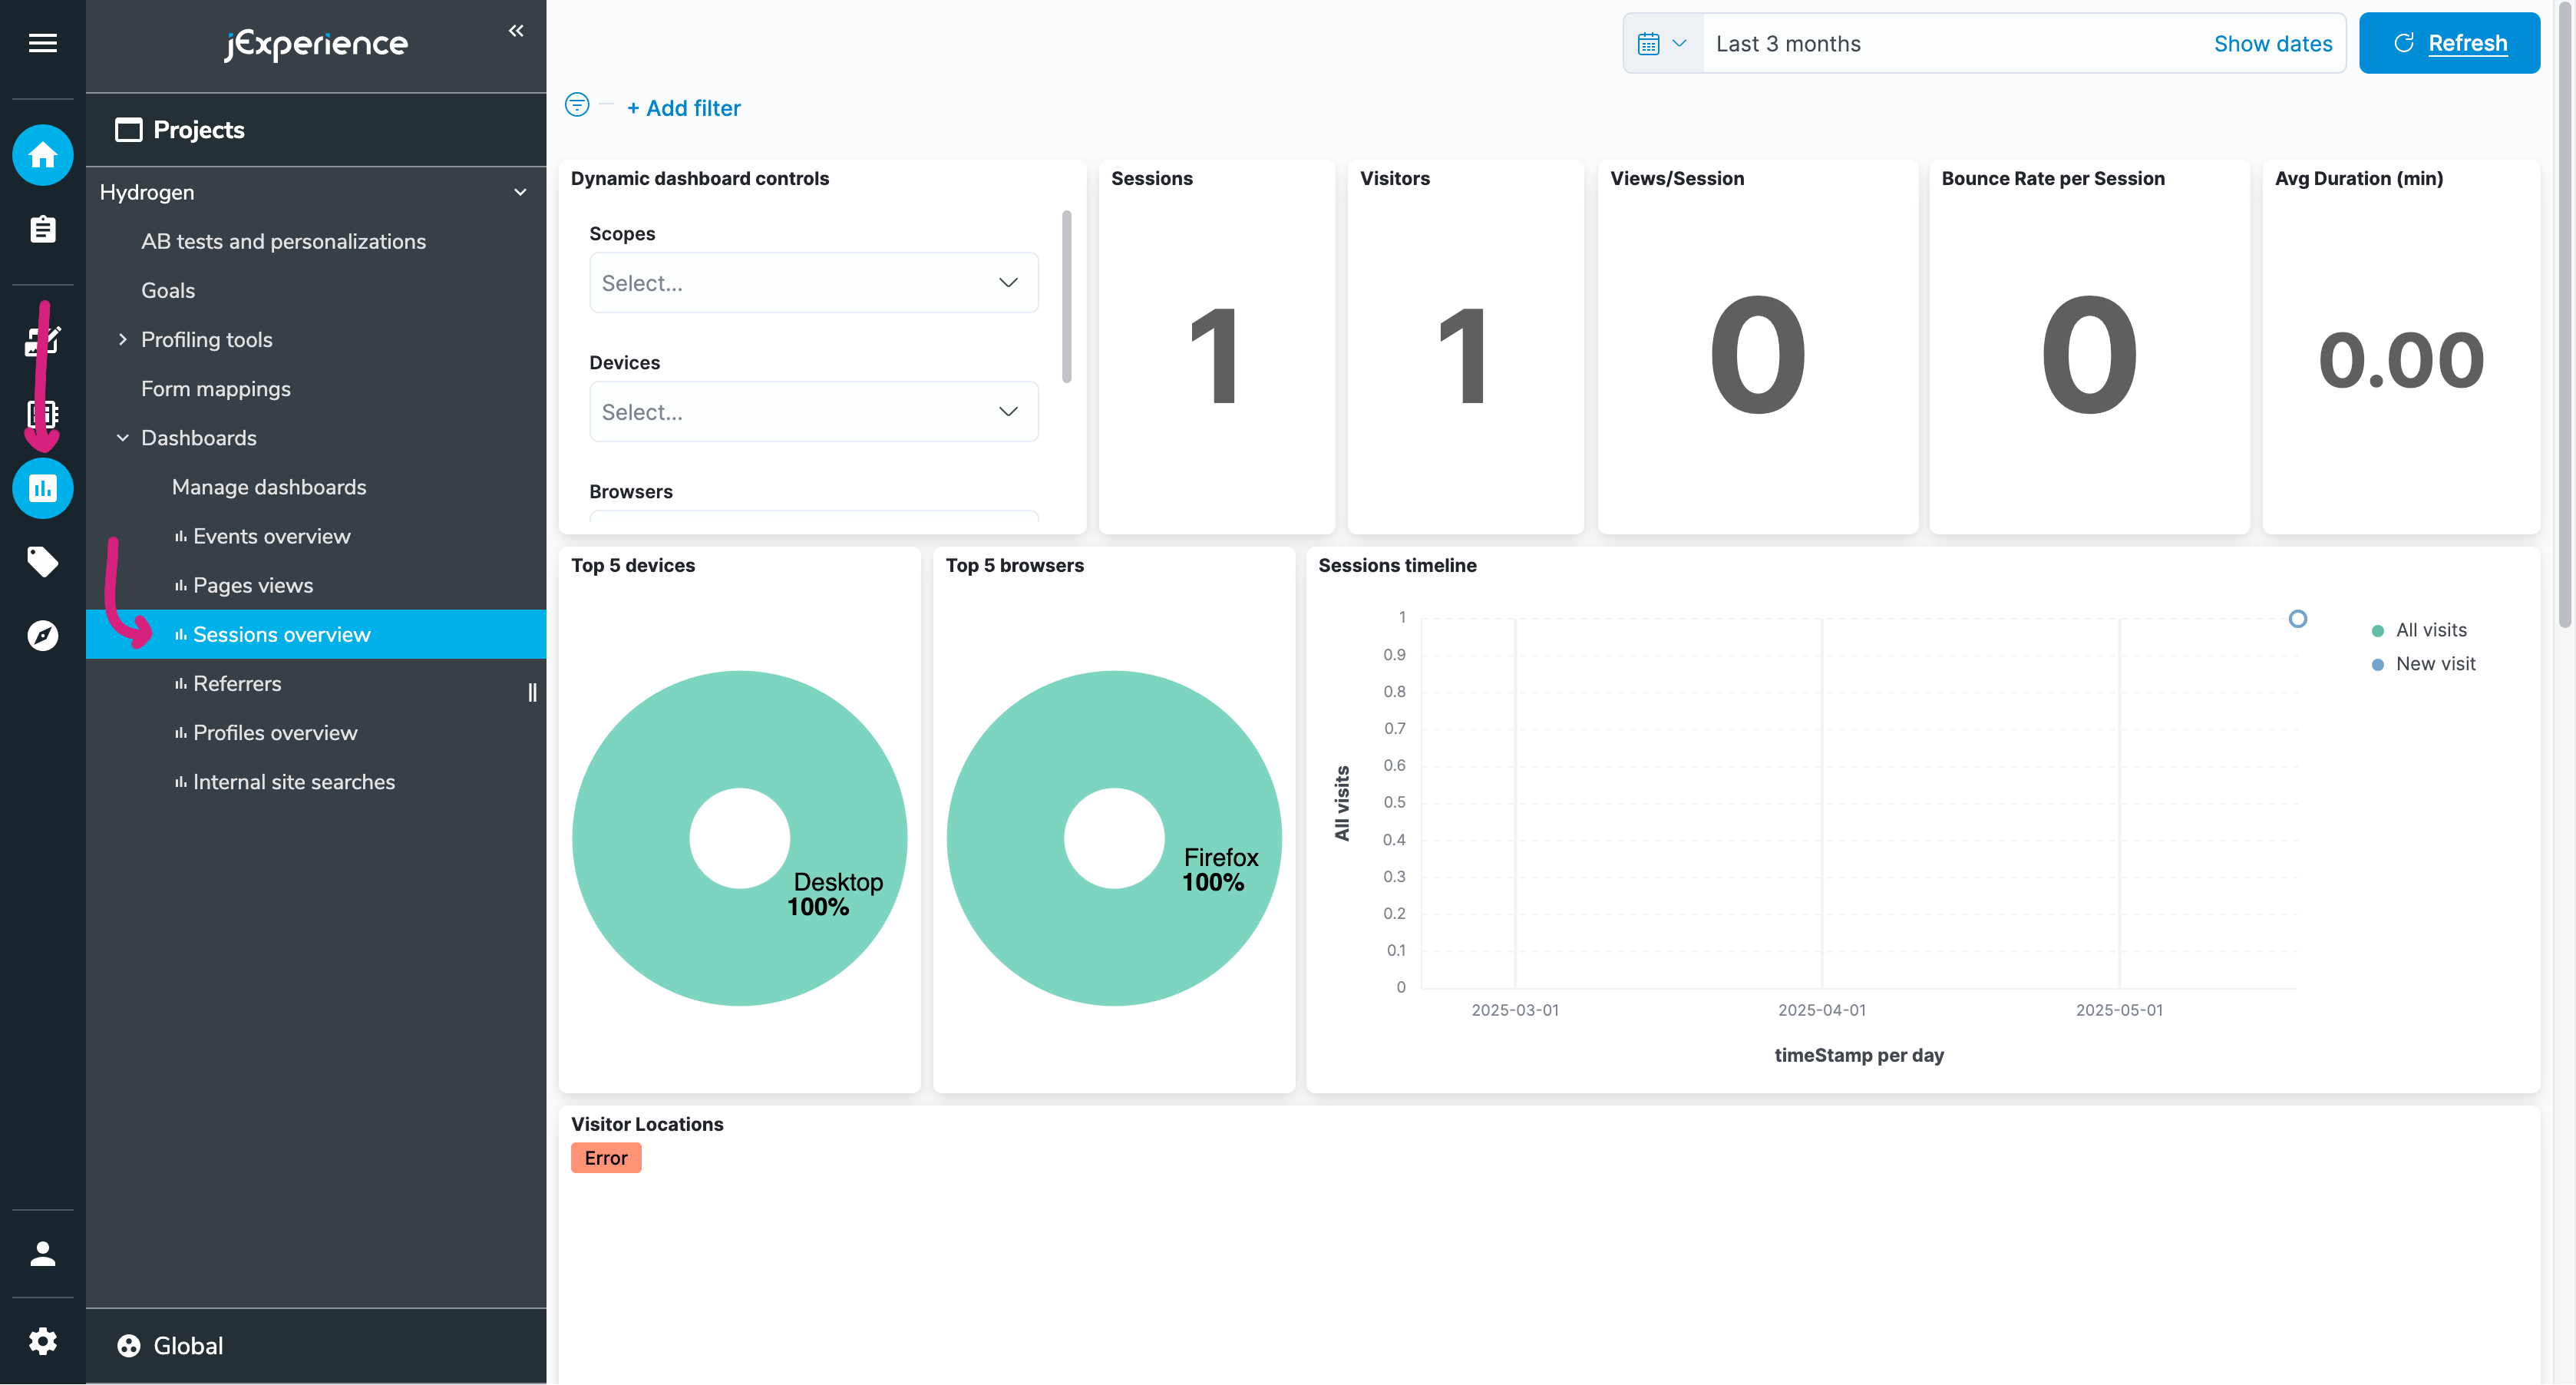 jExperience
Projects
Hydrogen
AB tests and personalizations
Goals
Profiling tools
Form mappings
Dashboards
Manage dashboards
Events overview
Pages views
Sessions overview
Referrers
Profiles overview
Internal site searches
Global
Last 3 months
Show dates
Refresh
+ Add filter
Dynamic dashboard controls
Scopes
Select...
Devices
Select...
Browsers
Sessions
1
Visitors
1
Views/Session
0
Bounce Rate per Session
0
Avg Duration (min)
0.00
Top 5 devices
Desktop
100%
Top 5 browsers
Firefox
100%
Sessions timeline
1
0.9
0.8
0.7
0.6
0.5
0.4
0.3
0.2
0.1
0
All visits
2025-03-01
2025-04-01
2025-05-01
timeStamp per day
All visits
New visit
Visitor Locations
Error